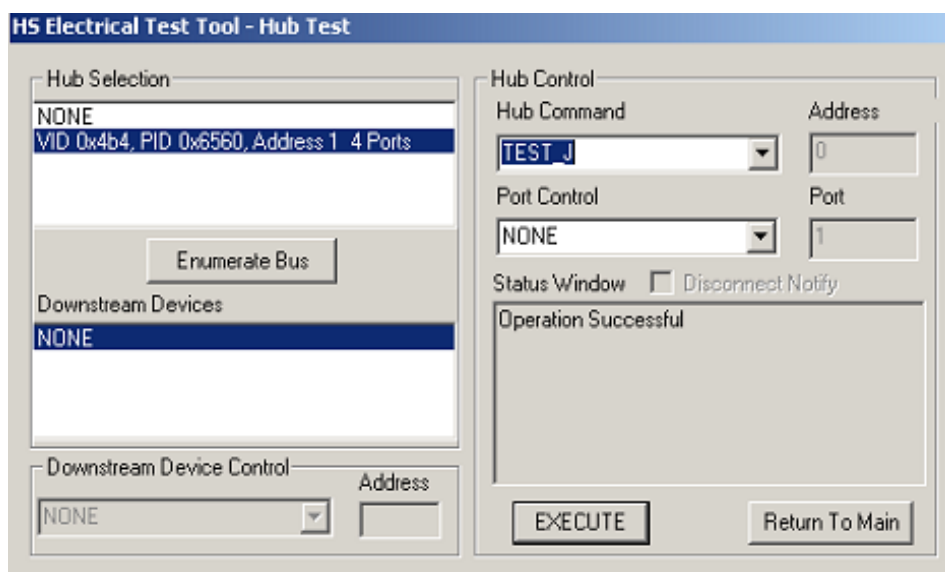 HS Electrical Test Tool - Hub Test
Hub Selection
NONE
VID 0x4b4, PID 0x6560, Address 1 4 Ports
Enumerate Bus
Downstream Devices
NONE
Downstream Device Control
Address
NONE
Hub Control
Hub Command
Address
TEST_J
0
Port Control
Port
NONE
1
Status Window
Disconnect Notify
Operation Successful
EXECUTE
Return To Main